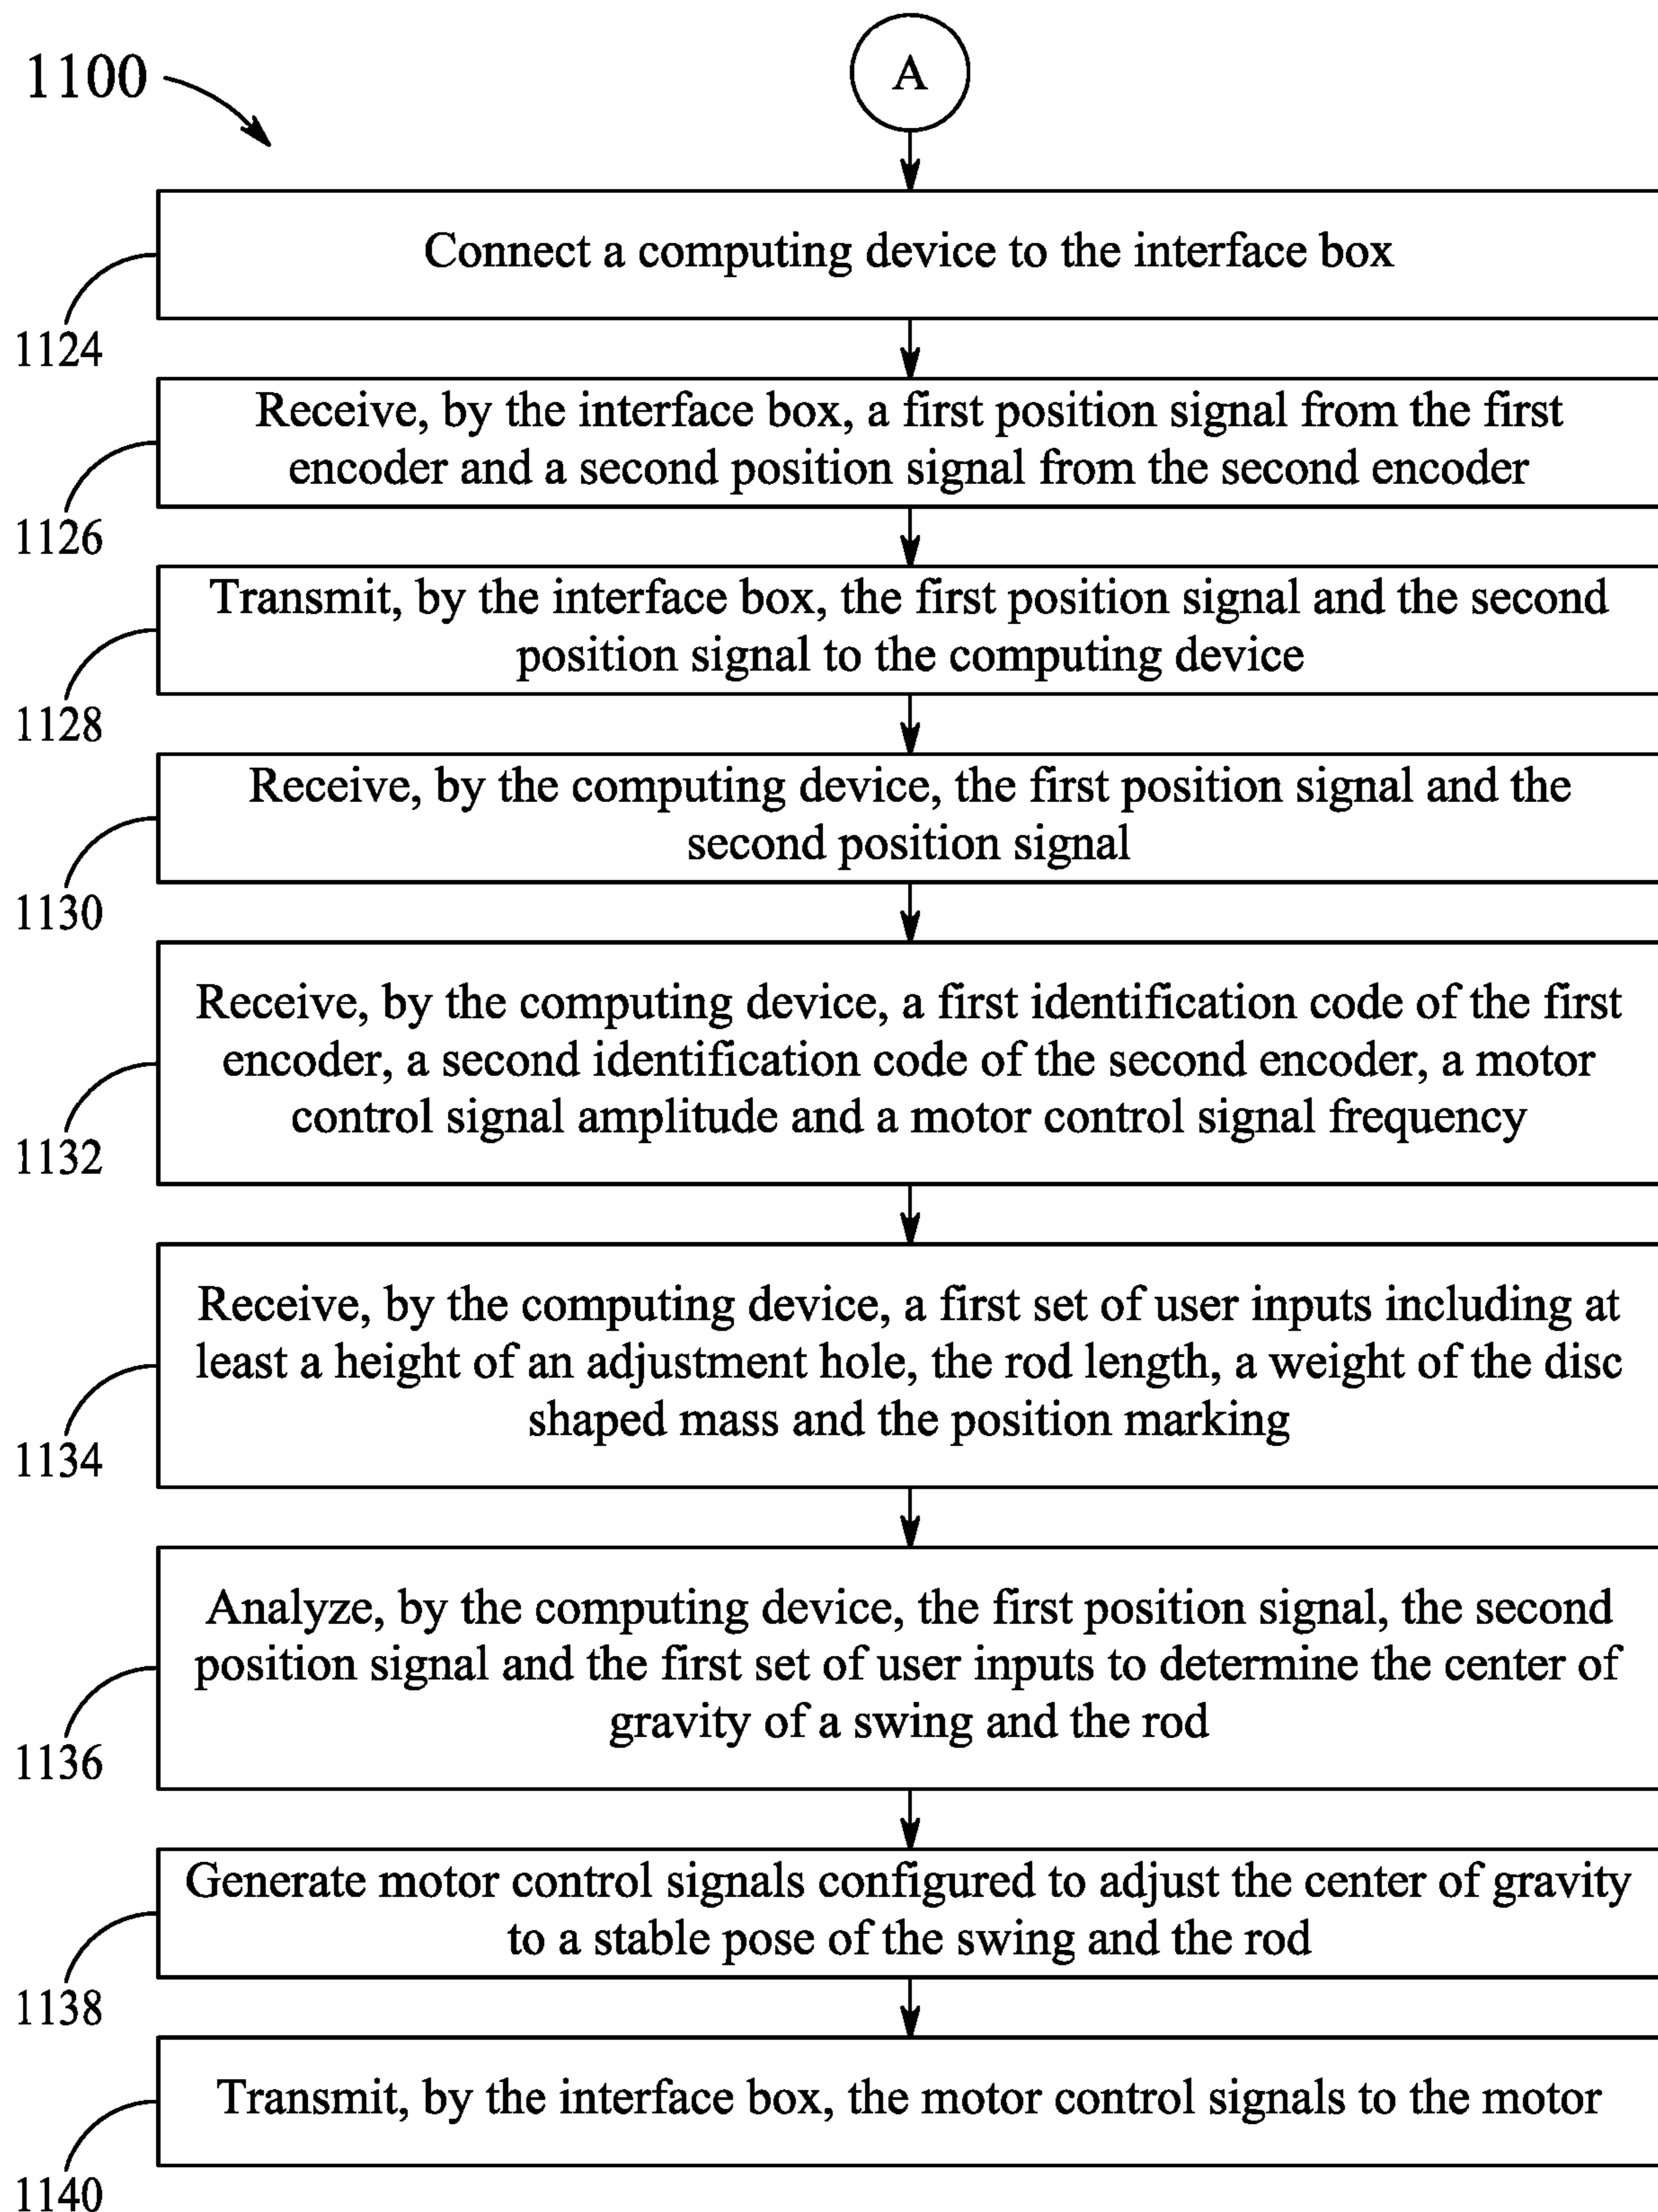 1100
A
Connect a computing device to the interface box
1124
Receive, by the interface box, a first position signal from the first
encoder and a second position signal from the second encoder
1126
Transmit, by the interface box, the first position signal and the second
position signal to the computing device
1128
Receive, by the computing device, the first position signal and the
second position signal
1130
Receive, by the computing device, a first identification code of the first
encoder, a second identification code of the second encoder, a motor
control signal amplitude and a motor control signal frequency
1132
Receive, by the computing device, a first set of user inputs including at
least a height of an adjustment hole, the rod length, a weight of the disc
shaped mass and the position marking
1134
Analyze, by the computing device, the first position signal, the second
position signal and the first set of user inputs to determine the center of
gravity of a swing and the rod
1136
Generate motor control signals configured to adjust the center of gravity
to a stable pose of the swing and the rod
1138
Transmit, by the interface box, the motor control signals to the motor
1140